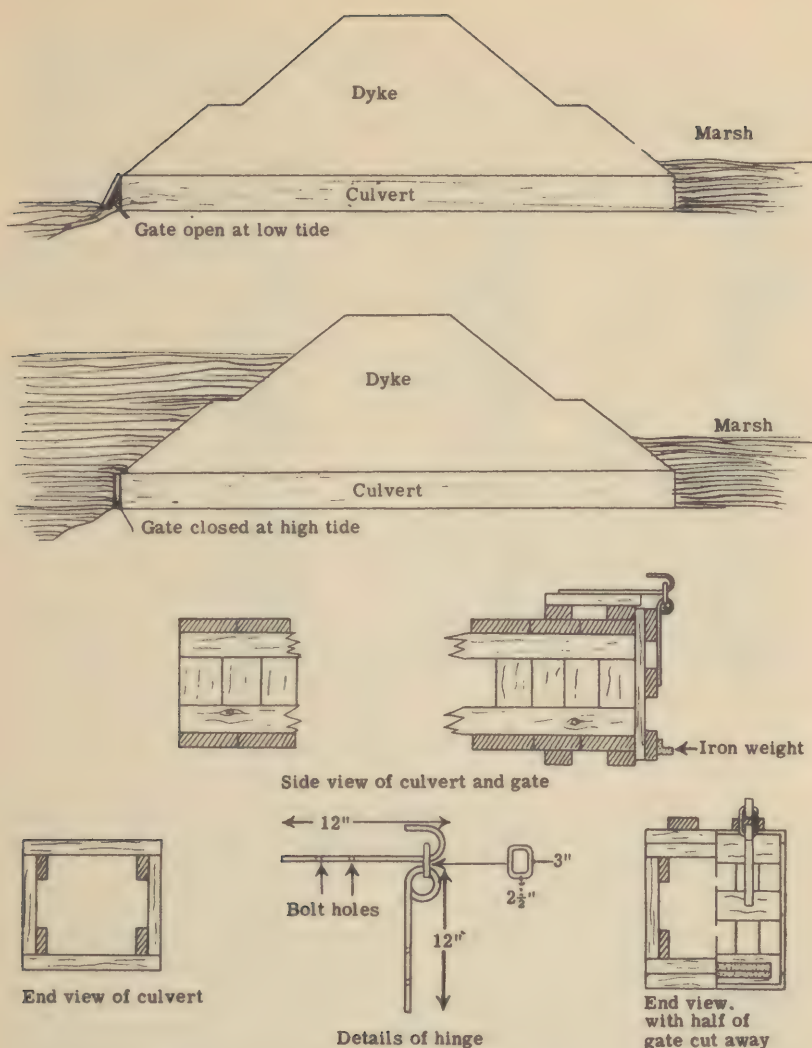 Dyke
Marsh
Culvert
Gate open at low tide
Dyke
Marsh
Culvert
Gate closed at high tide
Iron weight
Side view of culvert and gate
12"
3"
2½"
Bolt holes
12"
End view of culvert
Details of hinge
End view,
with half of
gate cut away